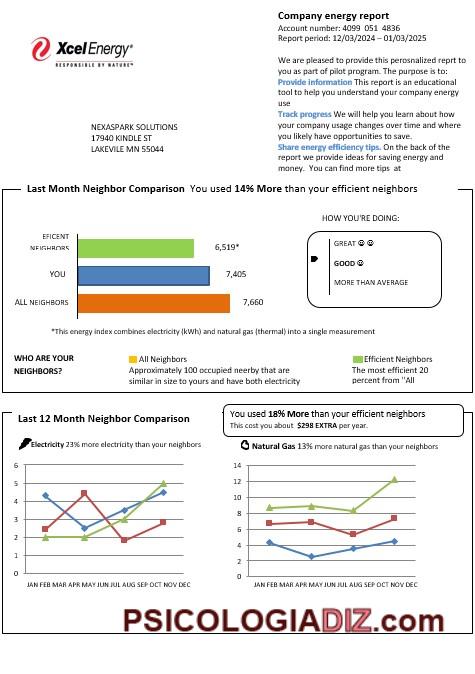 Company energy report
Account number: 4099 051 4836
Report period: 12/03/2024 – 01/03/2025
XcelEnergy®
RESPONSIBLE BY NATURE®
We are pleased to provide this perosnalized reprt to
you as part of pilot program. The purpose is to:
Provide information This report is an educational
tool to help you understand your company energy
use
Track progress We will help you learn about how
your company usage changes over time and where
you likely have opportunities to save.
Share energy efficiency tips. On the back of the
report we provide ideas for saving energy and
money. You can find more tips at
NEXASPARK SOLUTIONS
17940 KINDLE ST
LAKEVILE MN 55044
Last Month Neighbor Comparison You used 14% More than your efficient neighbors
HOW YOU'RE DOING:
EFICENT
NEIGHBORS
6,519*
YOU
7,405
ALL NEIGHBORS
7,660
GREAT ☺ ☺
GOOD ☺
MORE THAN AVERAGE
*This energy index combines electricity (kWh) and natural gas (thermal) into a single measurement
WHO ARE YOUR
NEIGHBORS?
All Neighbors
Approximately 100 occupied neerby that are
similar in size to yours and have both electricity
Efficient Neighbors
The most efficient 20
percent from "All
Last 12 Month Neighbor Comparison
You used 18% More than your efficient neighbors
This cost you about $298 EXTRA per year.
Electricity 23% more electricity than your neighbors
Natural Gas 13% more natural gas than your neighbors
6
5
4
3
2
1
0
JAN FEB MAR APR MAY JUN JUL AUG SEP OCT NOV DEC
14
12
10
8
6
4
2
0
JAN FEB MAR APR MAY JUN JUL AUG SEP OCT NOV DEC
PSICOLOGIADIZ.com